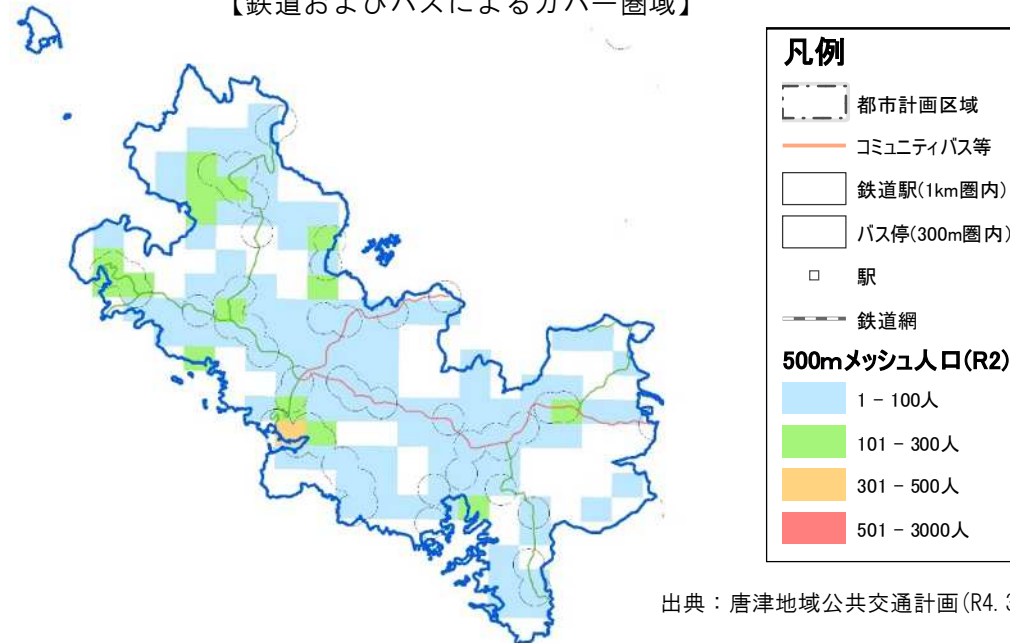 【鉄道およびバスによるカバー圏域】
凡例
都市計画区域
コミュニティバス等
鉄道駅(1km圏内)
バス停(300m圏内)
駅
鉄道網
500mメッシュ人口(R2)
1 - 100人
101 - 300人
301 - 500人
501 - 3000人
出典：唐津地域公共交通計画(R4.3